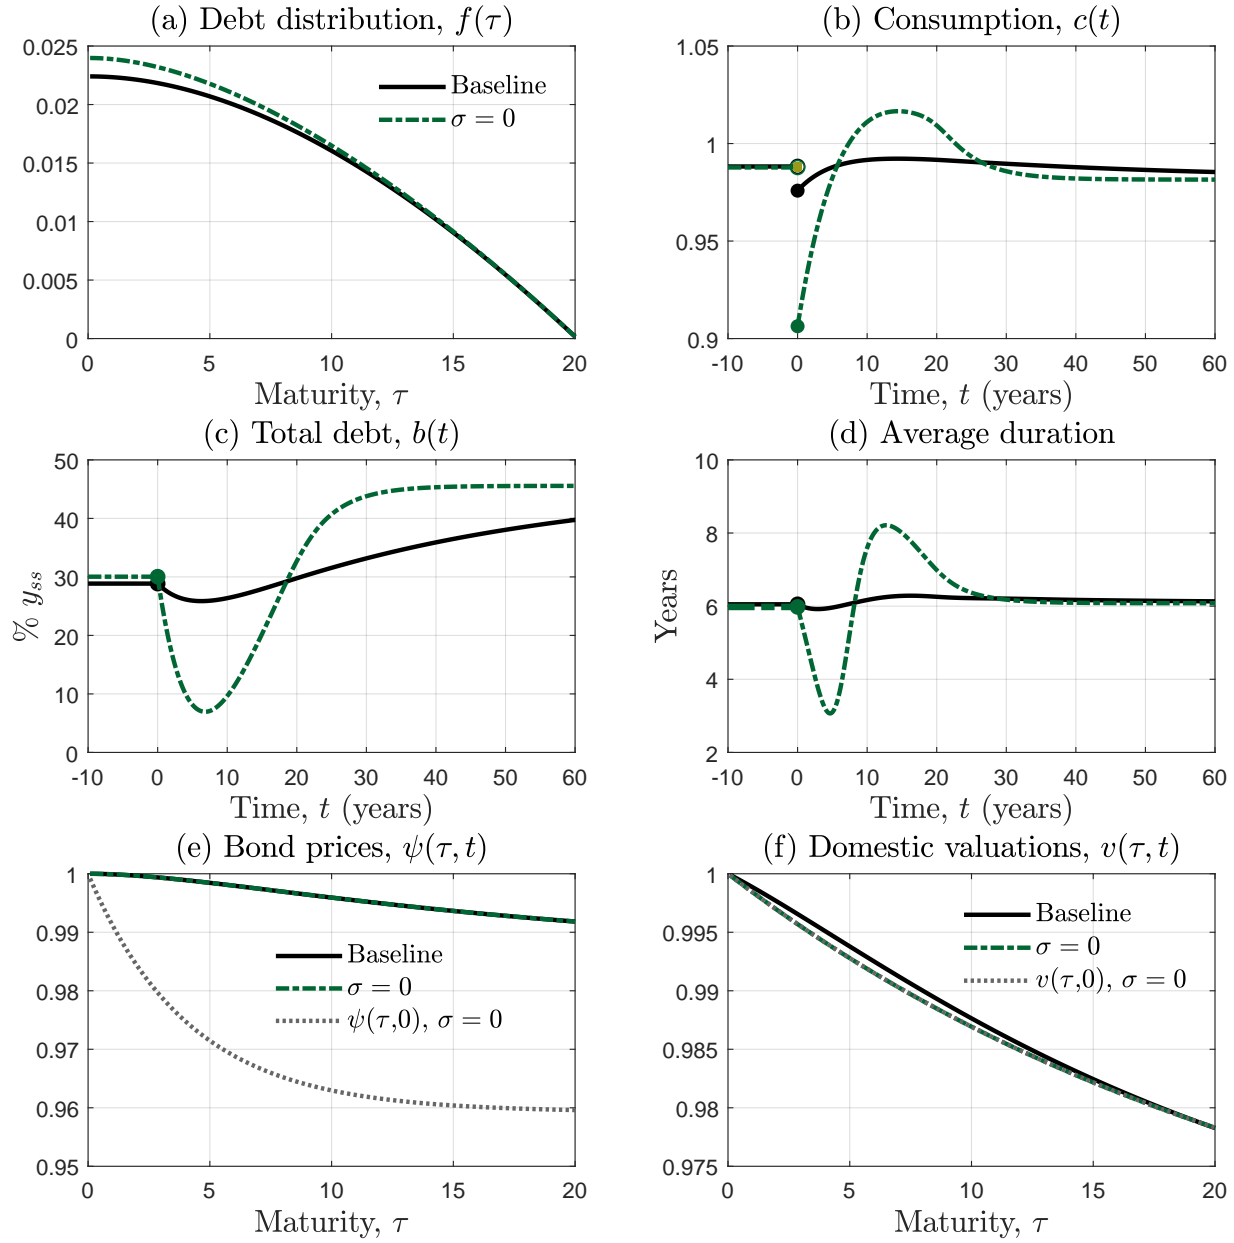 (a) Debt distribution, f(τ)
0.025
0.02
0.015
0.01
0.005
0
Baseline
σ = 0
0 5 10 15 20
Maturity, τ
(b) Consumption, c(t)
1.05
1
0.95
0.9
-10 0 10 20 30 40 50 60
Time, t (years)
(c) Total debt, b(t)
% yss
50
40
30
20
10
0
-10 0 10 20 30 40 50 60
Time, t (years)
(d) Average duration
Years
10
8
6
4
2
-10 0 10 20 30 40 50 60
Time, t (years)
(e) Bond prices, ψ(τ, t)
1
0.99
0.98
0.97
0.96
0.95
Baseline
σ = 0
ψ(τ,0), σ = 0
0 5 10 15 20
Maturity, τ
(f) Domestic valuations, v(τ, t)
1
0.995
0.99
0.985
0.98
0.975
Baseline
σ = 0
v(τ,0), σ = 0
0 5 10 15 20
Maturity, τ